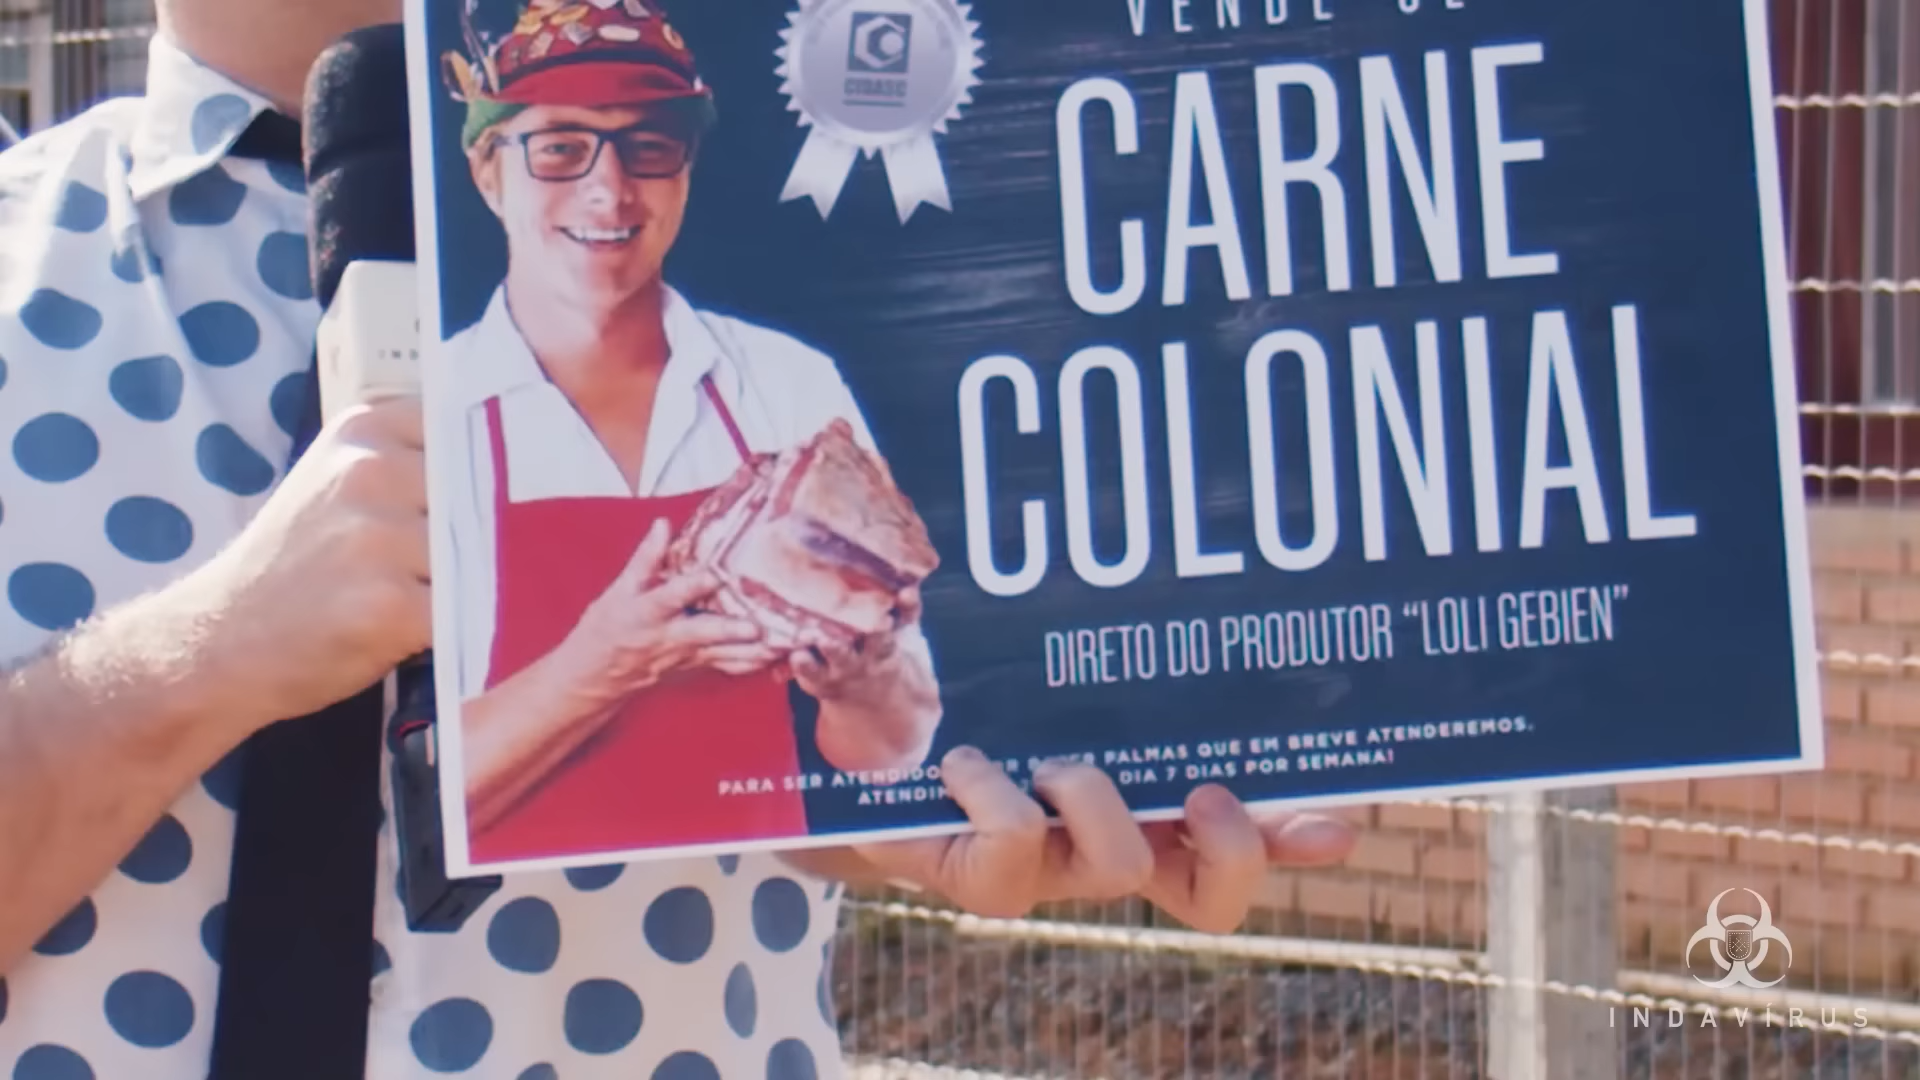 CIDASC
CARNE
COLONIAL
DIRETO DO PRODUTOR “LOLI GEBIEN”
PARA SER ATENDIDO PALMAS QUE EM BREVE ATENDEREMOS.
DIA 7 DIAS POR SEMANA!
INDAVÍRUS